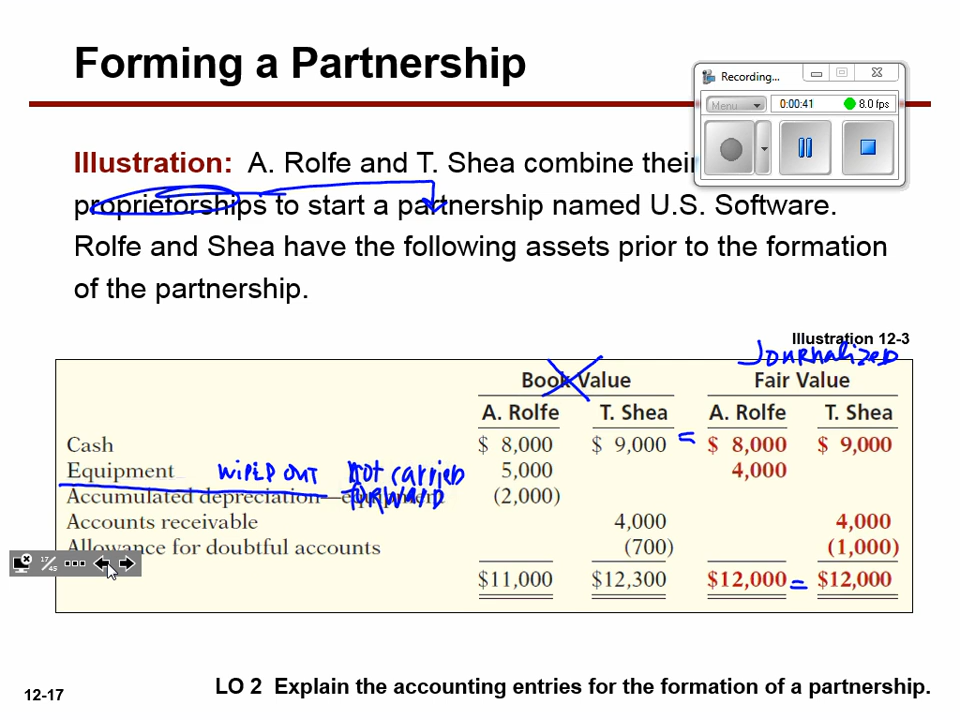 Forming a Partnership
Recording...
Menu 0:00:41 8.0 fps
Illustration: A. Rolfe and T. Shea combine their
proprietorships to start a partnership named U.S. Software.
Rolfe and Shea have the following assets prior to the formation
of the partnership.
Illustration 12-3
Journalized
Book Value Fair Value
A. Rolfe T. Shea A. Rolfe T. Shea
Cash $ 8,000 $ 9,000 = $ 8,000 $ 9,000
Equipment WIPED OUT Not carried 5,000 4,000
FORWARD
Accumulated depreciation—equipment (2,000)
Accounts receivable 4,000 4,000
Allowance for doubtful accounts (700) (1,000)
17/45
$11,000 $12,300 $12,000 = $12,000
12-17
LO 2 Explain the accounting entries for the formation of a partnership.